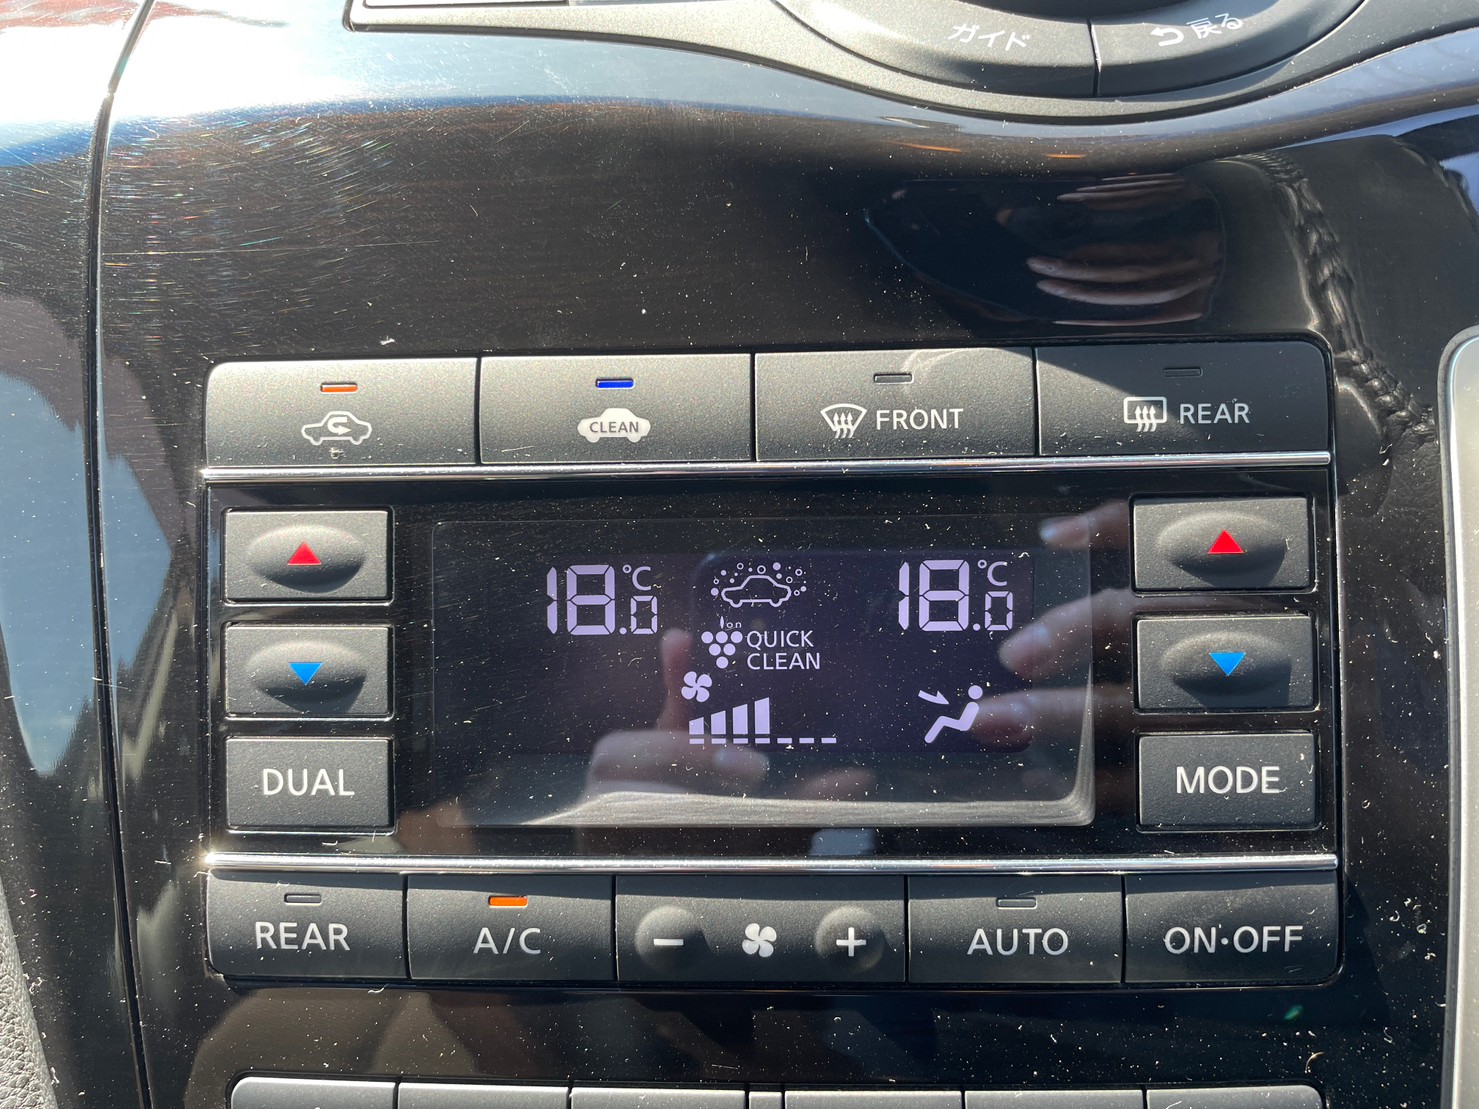 ガイド
戻る
CLEAN
FRONT
REAR
18.0℃
18.0℃
ion
QUICK
CLEAN
DUAL
MODE
REAR
A/C
− +
AUTO
ON・OFF